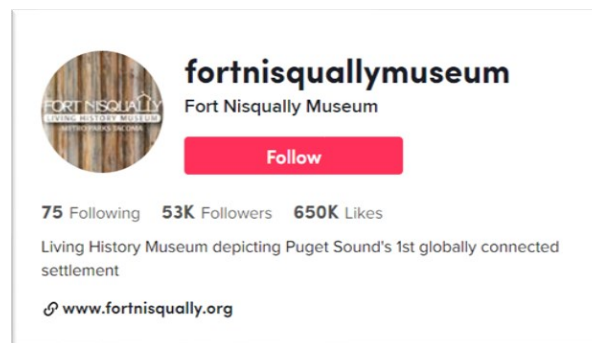 FORT NISQUALLY
LIVING HISTORY MUSEUM
METRO PARKS TACOMA
fortnisquallymuseum
Fort Nisqually Museum
Follow
75 Following 53K Followers 650K Likes
Living History Museum depicting Puget Sound's 1st globally connected
settlement
www.fortnisqually.org